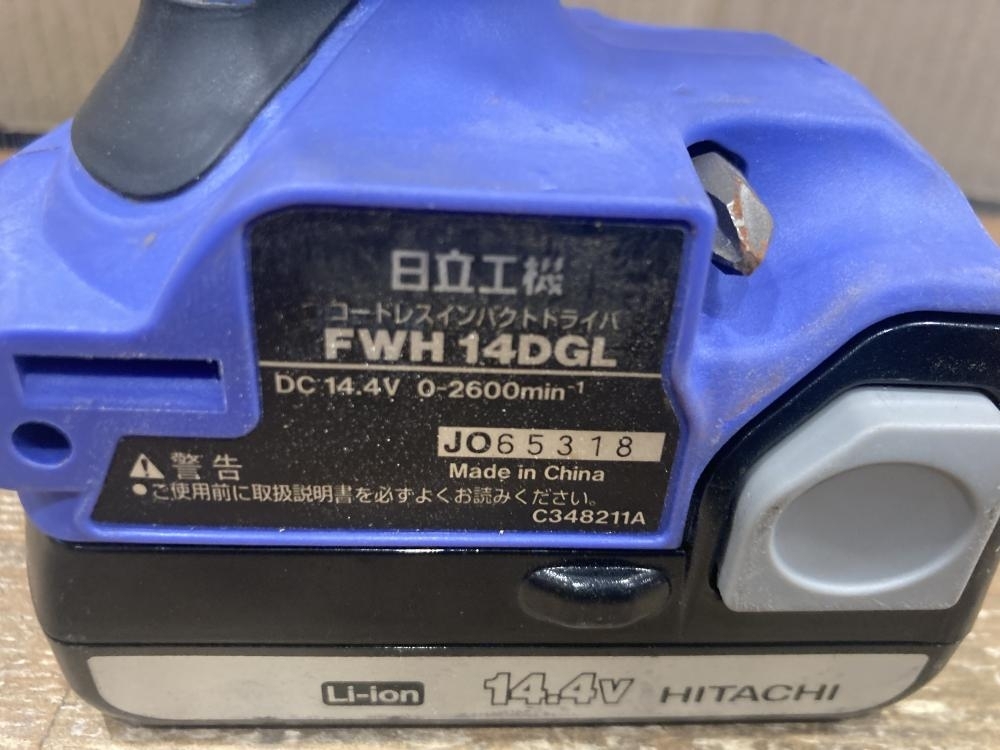 日立工機
コードレスインパクトドライバ
FWH 14DGL
DC 14.4V 0-2600min⁻¹
JO65318
Made in China
⚠警告
●ご使用前に取扱説明書を必ずよくお読みください。
C348211A
Li-ion 14.4V HITACHI